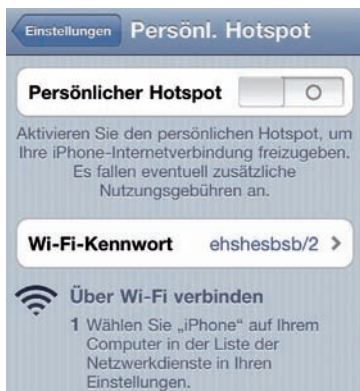 Einstellungen Persönl. Hotspot
Persönlicher Hotspot
Aktivieren Sie den persönlichen Hotspot, um
Ihre iPhone-Internetverbindung freizugeben.
Es fallen eventuell zusätzliche
Nutzungsgebühren an.
Wi-Fi-Kennwort ehshesbsb/2
Über Wi-Fi verbinden
1 Wählen Sie „iPhone“ auf Ihrem
Computer in der Liste der
Netzwerkdienste in Ihren
Einstellungen.